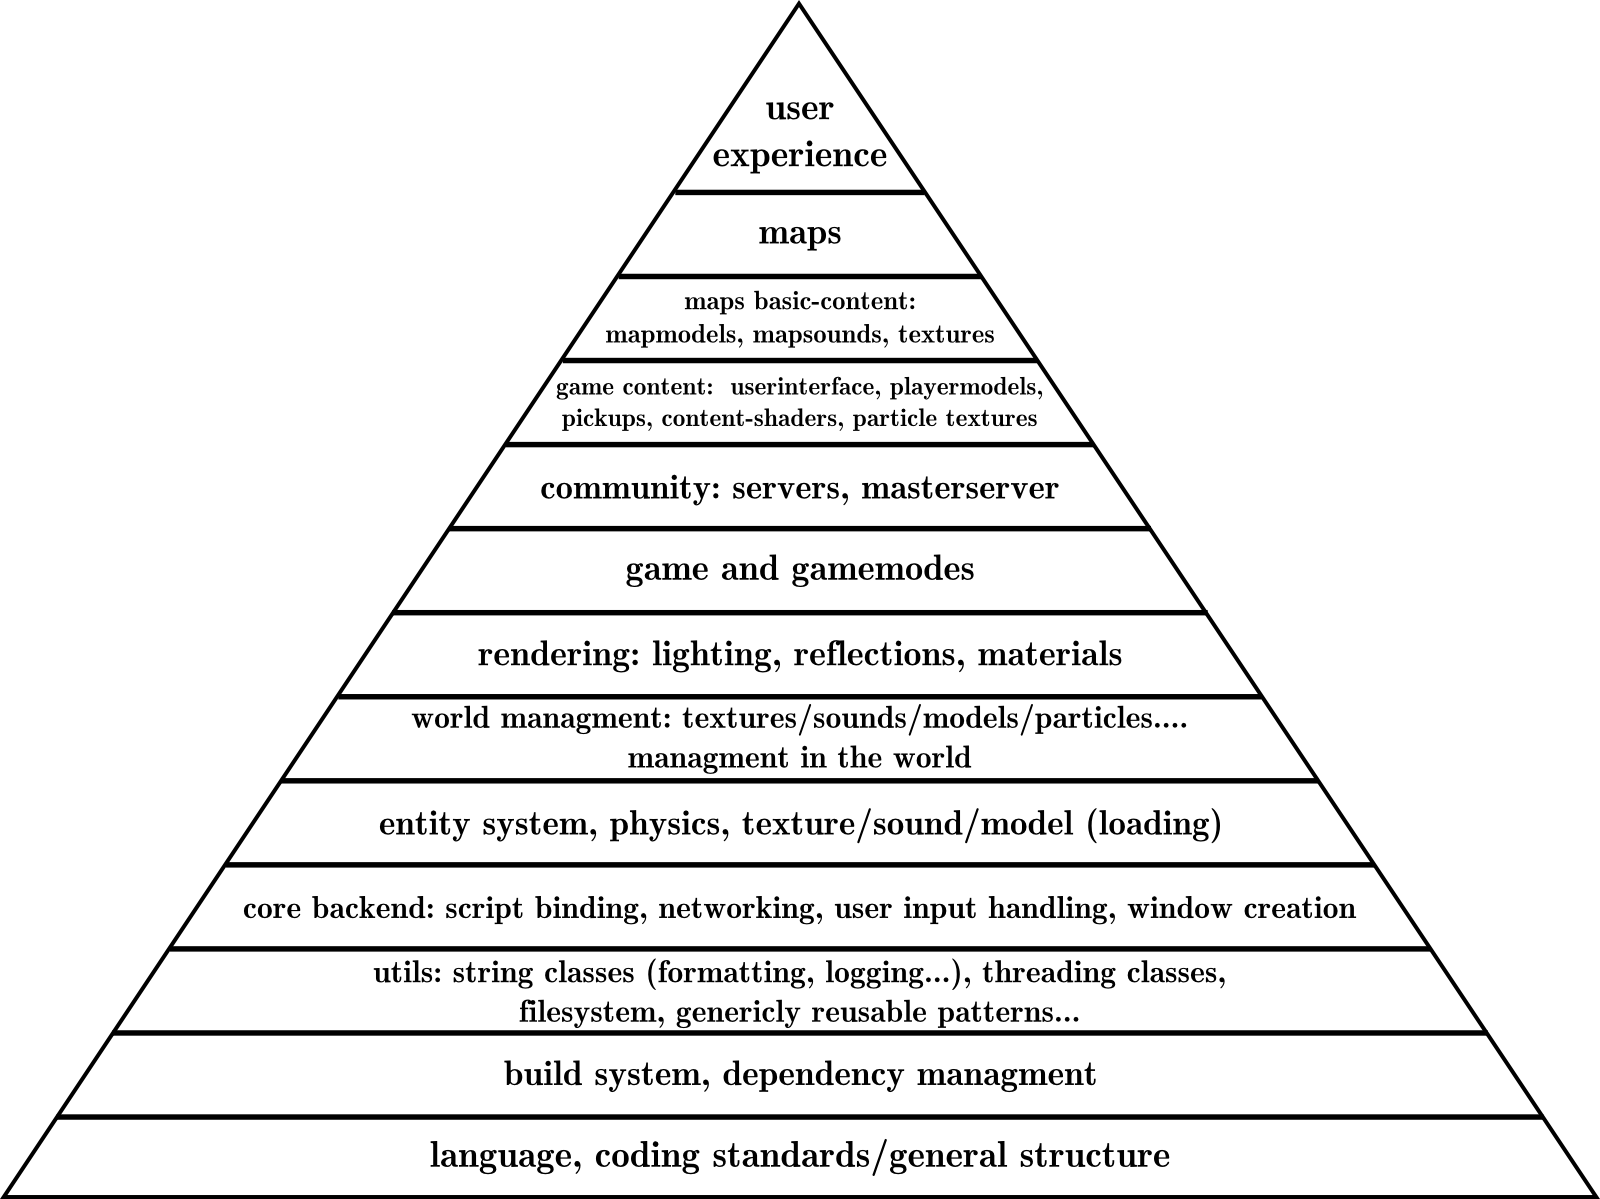 user
experience
maps
maps basic-content:
mapmodels, mapsounds, textures
game content:  userinterface, playermodels,
pickups, content-shaders, particle textures
community: servers, masterserver
game and gamemodes
rendering: lighting, reflections, materials
world managment: textures/sounds/models/particles....
managment in the world
entity system, physics, texture/sound/model (loading)
core backend: script binding, networking, user input handling, window creation
utils: string classes (formatting, logging...), threading classes,
filesystem, genericly reusable patterns...
build system, dependency managment
language, coding standards/general structure